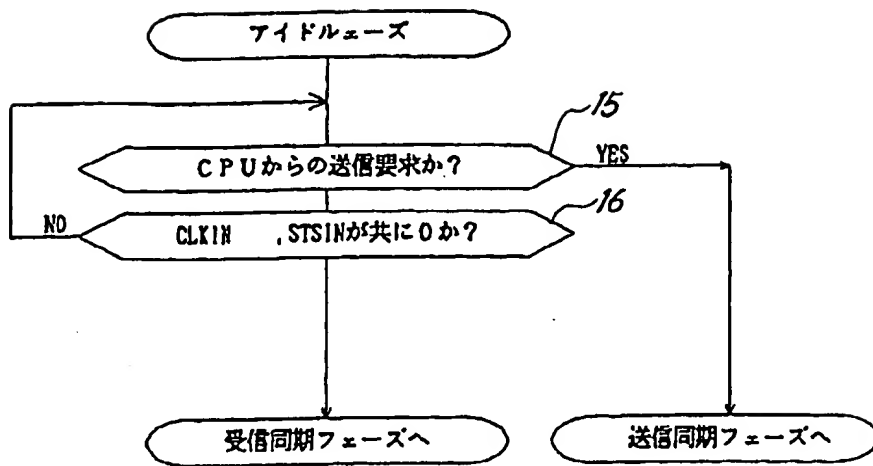 アイドルェーズ
15
CPUからの送信要求か?
YES
16
NO
CLKIN ,STSINが共に0か?
受信同期フェーズへ
送信同期フェーズへ